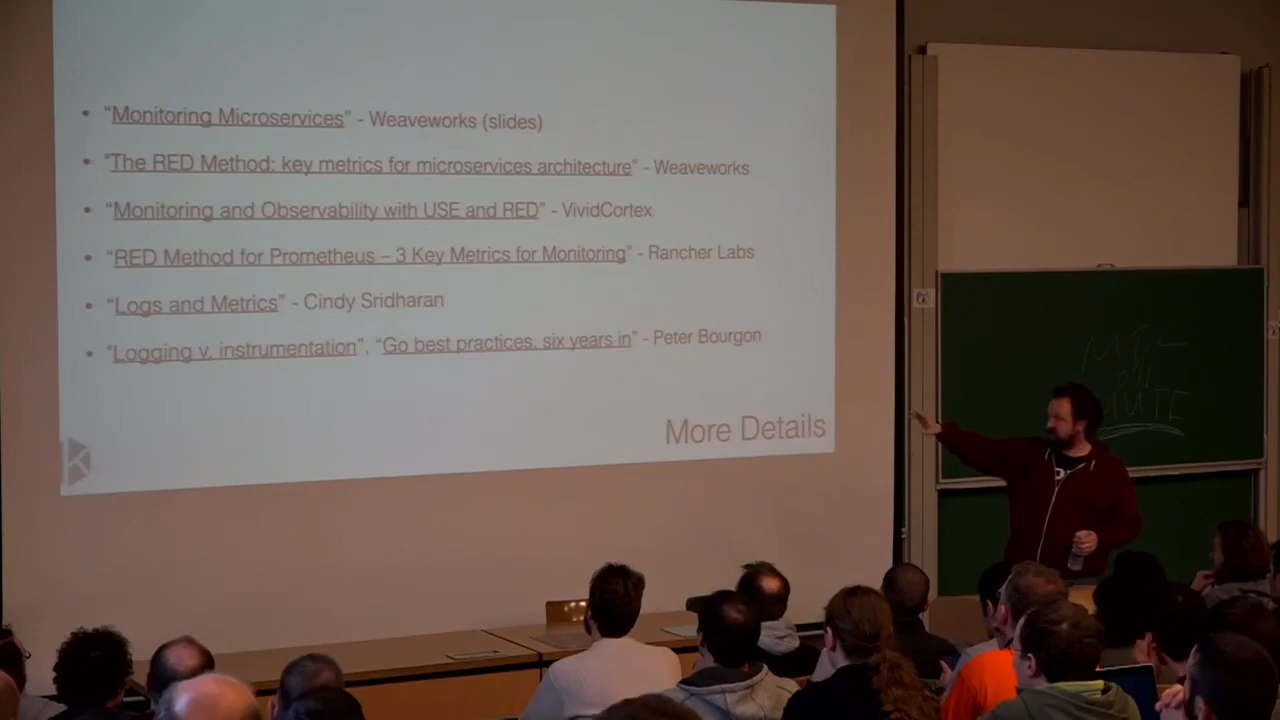 • “Monitoring Microservices” - Weaveworks (slides)
• “The RED Method: key metrics for microservices architecture” - Weaveworks
• “Monitoring and Observability with USE and RED” - VividCortex
• “RED Method for Prometheus – 3 Key Metrics for Monitoring” - Rancher Labs
• “Logs and Metrics” - Cindy Sridharan
• “Logging v. instrumentation”, “Go best practices, six years in” - Peter Bourgon
More Details
ON